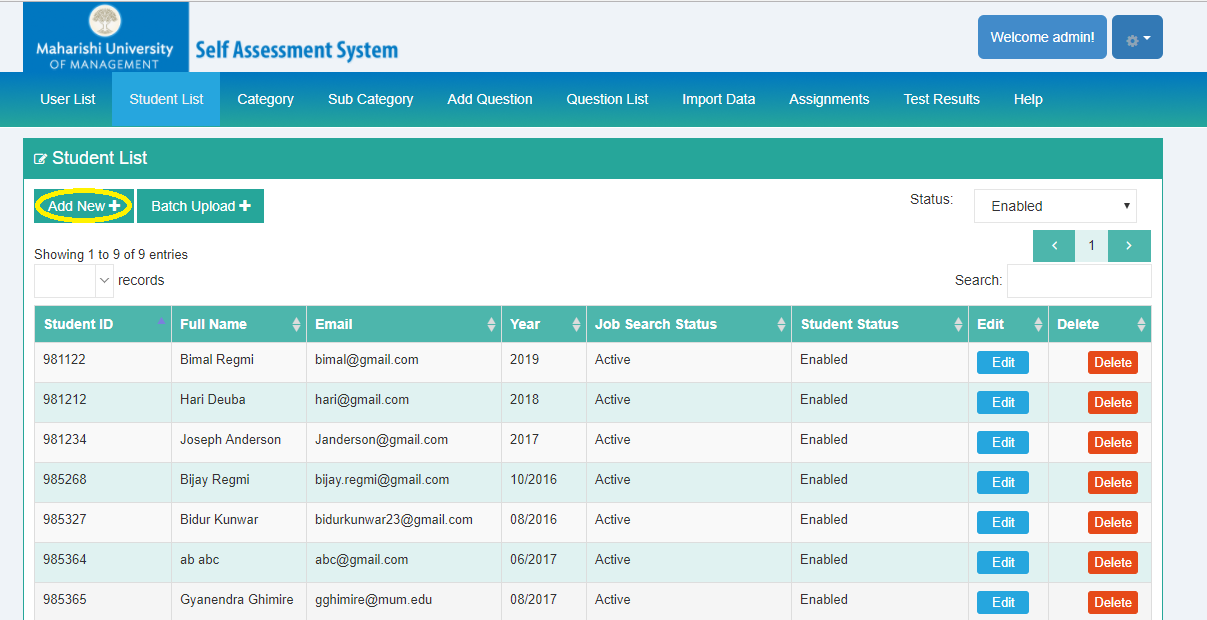 Maharishi University
OF MANAGEMENT
Self Assessment System
Welcome admin!
User List Student List Category Sub Category Add Question Question List Import Data Assignments Test Results Help
Student List
Add New Batch Upload Status: Enabled
< 1 >
Showing 1 to 9 of 9 entries
records Search:
Student ID Full Name Email Year Job Search Status Student Status Edit Delete
981122 Bimal Regmi bimal@gmail.com 2019 Active Enabled Edit Delete
981212 Hari Deuba hari@gmail.com 2018 Active Enabled Edit Delete
981234 Joseph Anderson Janderson@gmail.com 2017 Active Enabled Edit Delete
985268 Bijay Regmi bijay.regmi@gmail.com 10/2016 Active Enabled Edit Delete
985327 Bidur Kunwar bidurkunwar23@gmail.com 08/2016 Active Enabled Edit Delete
985364 ab abc abc@gmail.com 06/2017 Active Enabled Edit Delete
985365 Gyanendra Ghimire gghimire@mum.edu 08/2017 Active Enabled Edit Delete